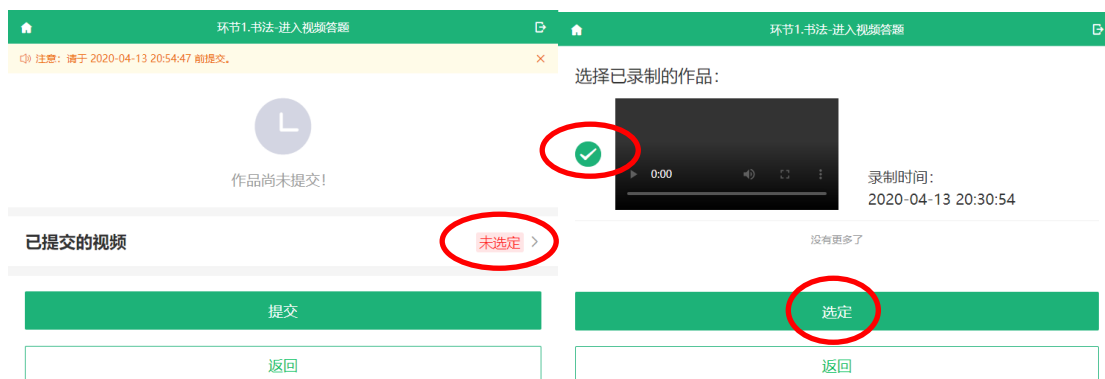 环节1.书法-进入视频答题
注意：请于 2020-04-13 20:54:47 前提交。
作品尚未提交！
已提交的视频
未选定
提交
返回
环节1.书法-进入视频答题
选择已录制的作品：
0:00
录制时间：
2020-04-13 20:30:54
没有更多了
选定
返回